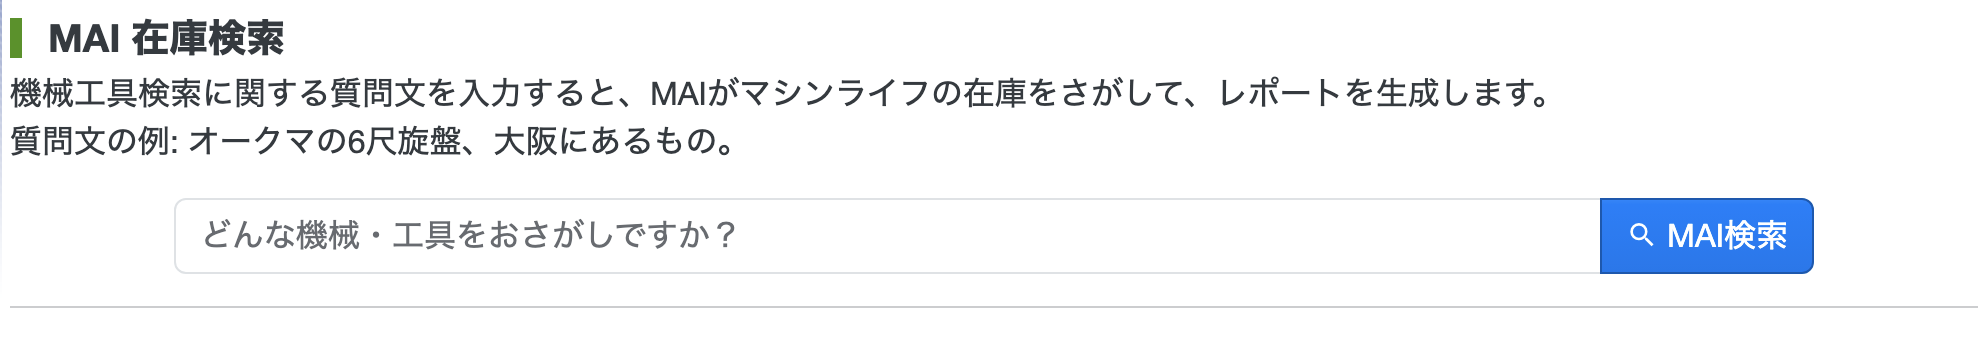 MAI 在庫検索
機械工具検索に関する質問文を入力すると、MAIがマシンライフの在庫をさがして、レポートを生成します。
質問文の例: オークマの6尺旋盤、大阪にあるもの。
どんな機械・工具をおさがしですか？
MAI検索